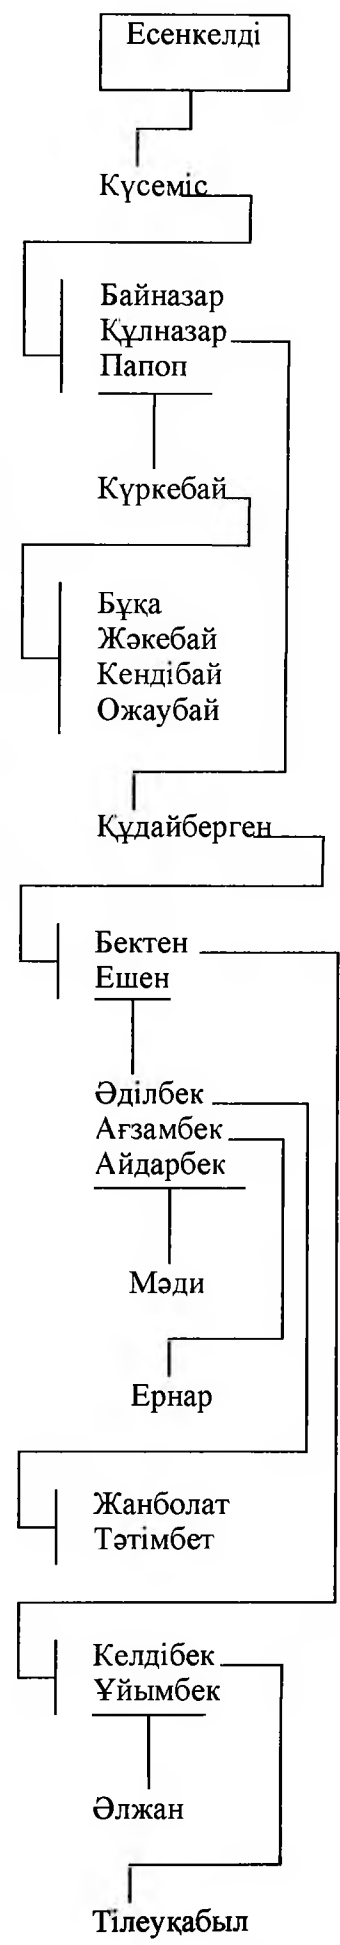 Есенкелді
Күсеміс
Байназар
Құлназар
Папоп
Күркебай
Бұқа
Жәкебай
Кендібай
Ожаубай
Құдайберген
Бектен
Ешен
Әділбек
Ағзамбек
Айдарбек
Мәди
Ернар
Жанболат
Тәтімбет
Келдібек
Ұйымбек
Әлжан
Тілеуқабыл